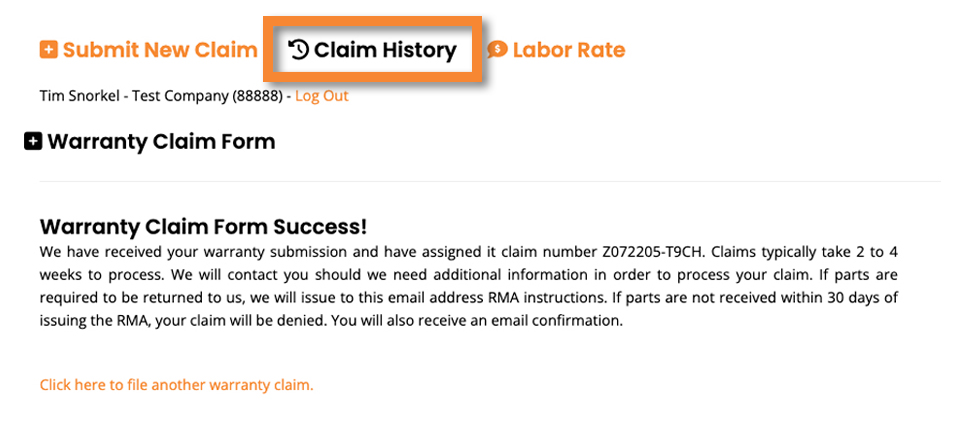 Submit New Claim Claim History Labor Rate
Tim Snorkel - Test Company (88888) - Log Out
Warranty Claim Form
Warranty Claim Form Success!
We have received your warranty submission and have assigned it claim number Z072205-T9CH. Claims typically take 2 to 4
weeks to process. We will contact you should we need additional information in order to process your claim. If parts are
required to be returned to us, we will issue to this email address RMA instructions. If parts are not received within 30 days of
issuing the RMA, your claim will be denied. You will also receive an email confirmation.
Click here to file another warranty claim.